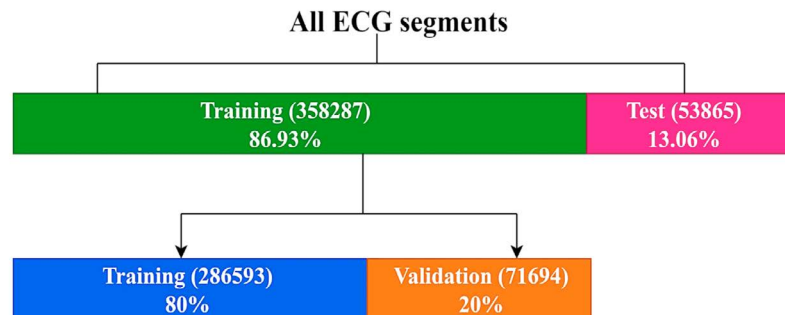 All ECG segments
Training (358287)
86.93%
Test (53865)
13.06%
Training (286593)
80%
Validation (71694)
20%